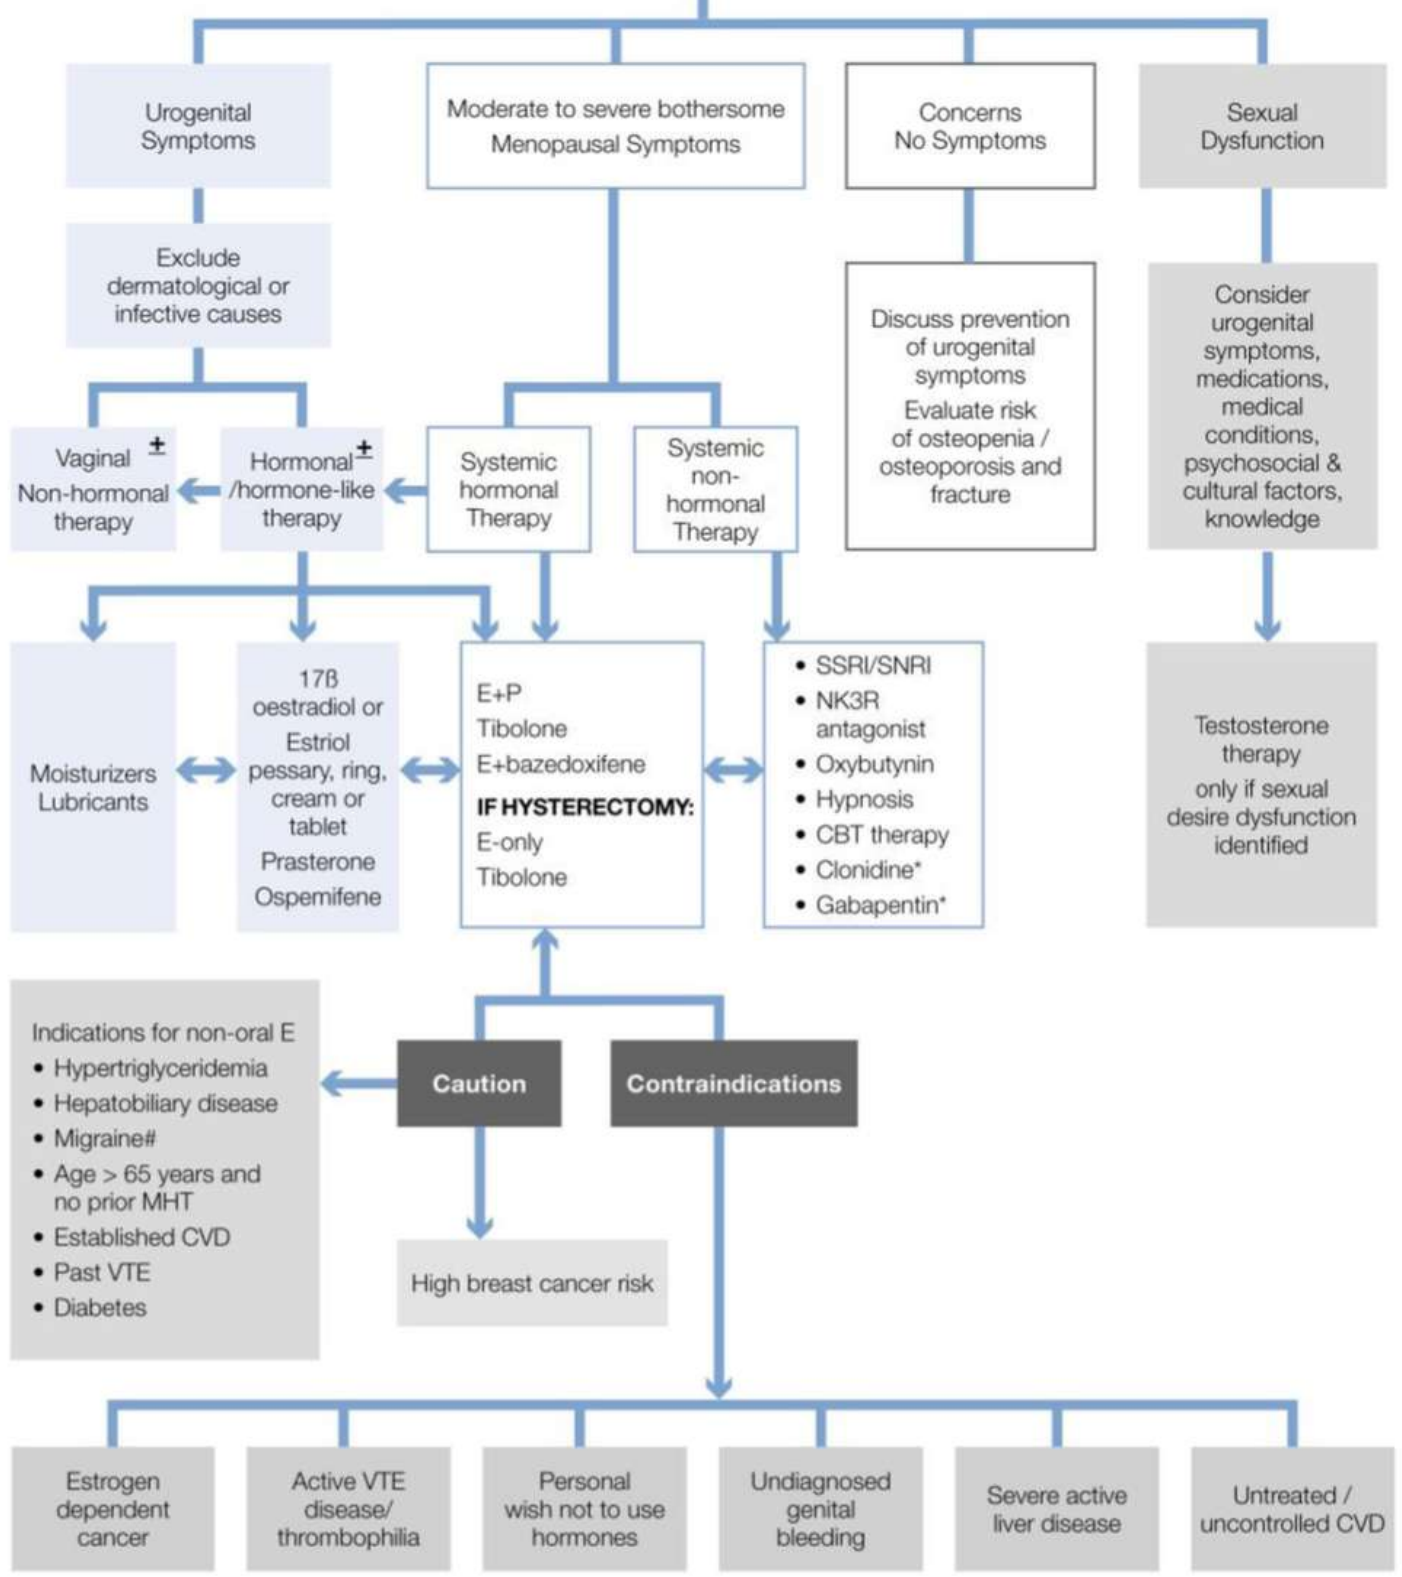 Urogenital
Symptoms
Moderate to severe bothersome
Menopausal Symptoms
Concerns
No Symptoms
Sexual
Dysfunction
Exclude
dermatological or
infective causes
Discuss prevention
of urogenital
symptoms
Evaluate risk
of osteopenia /
osteoporosis and
fracture
Consider
urogenital
symptoms,
medications,
medical
conditions,
psychosocial &
cultural factors,
knowledge
Vaginal ±
Non-hormonal
therapy
Hormonal ±
/hormone-like
therapy
Systemic
hormonal
Therapy
Systemic
non-
hormonal
Therapy
Moisturizers
Lubricants
17ß
oestradiol or
Estriol
pessary, ring,
cream or
tablet
Prasterone
Ospemifene
E+P
Tibolone
E+bazedoxifene
IF HYSTERECTOMY:
E-only
Tibolone
• SSRI/SNRI
• NK3R
antagonist
• Oxybutynin
• Hypnosis
• CBT therapy
• Clonidine*
• Gabapentin*
Testosterone
therapy
only if sexual
desire dysfunction
identified
Indications for non-oral E
• Hypertriglyceridemia
• Hepatobiliary disease
• Migraine#
• Age > 65 years and
no prior MHT
• Established CVD
• Past VTE
• Diabetes
Caution
Contraindications
High breast cancer risk
Estrogen
dependent
cancer
Active VTE
disease/
thrombophilia
Personal
wish not to use
hormones
Undiagnosed
genital
bleeding
Severe active
liver disease
Untreated /
uncontrolled CVD